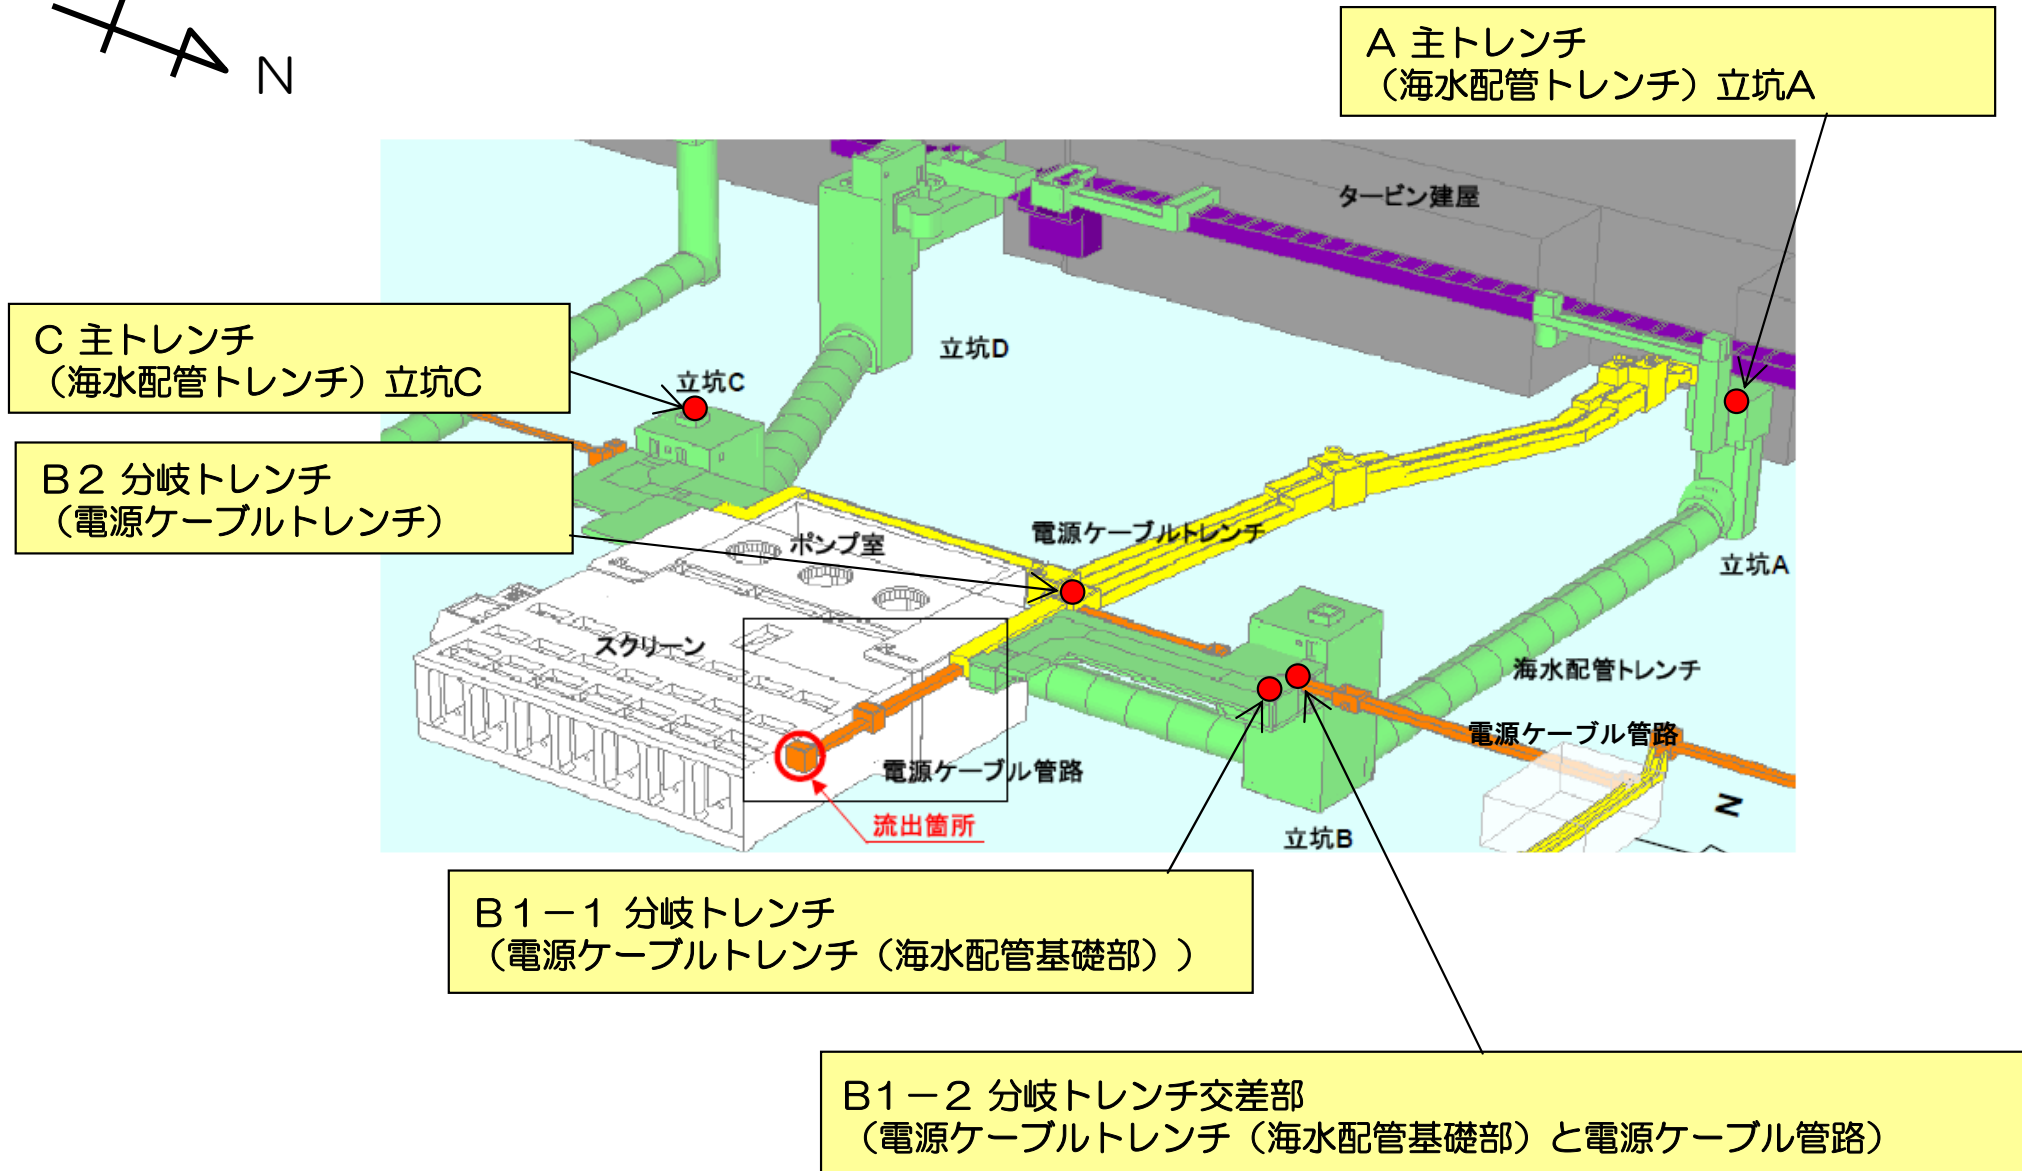 N
A 主トレンチ
（海水配管トレンチ）立坑A
タービン建屋
立坑D
C 主トレンチ
（海水配管トレンチ）立坑C
立坑C
B2 分岐トレンチ
（電源ケーブルトレンチ）
ポンプ室
電源ケーブルトレンチ
立坑A
スクリーン
海水配管トレンチ
電源ケーブル管路
電源ケーブル管路
N
流出箇所
立坑B
B1－1 分岐トレンチ
（電源ケーブルトレンチ（海水配管基礎部））
B1－2 分岐トレンチ交差部
（電源ケーブルトレンチ（海水配管基礎部）と電源ケーブル管路）